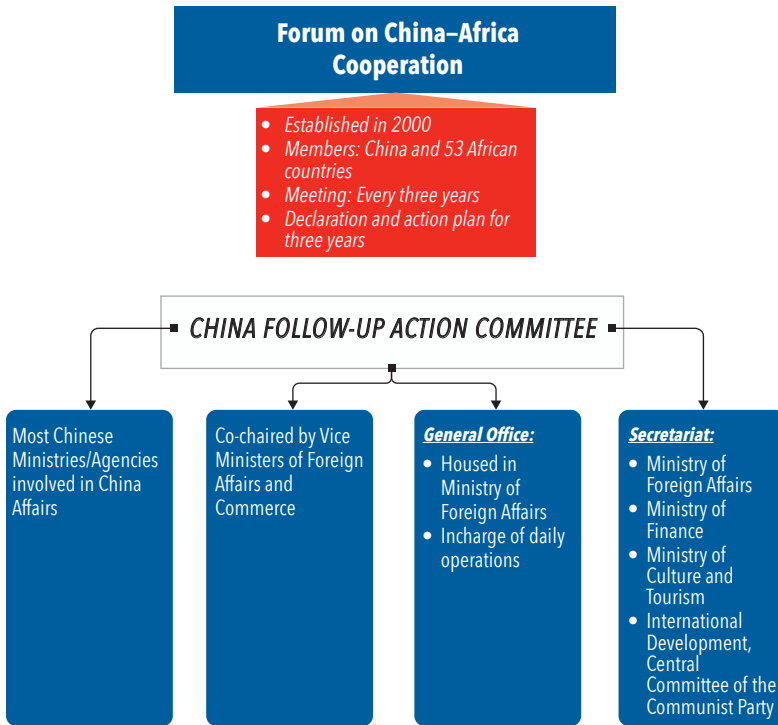 Forum on China–Africa
Cooperation
• Established in 2000
• Members: China and 53 African
countries
• Meeting: Every three years
• Declaration and action plan for
three years
CHINA FOLLOW-UP ACTION COMMITTEE
Most Chinese
Ministries/Agencies
involved in China
Affairs
Co-chaired by Vice
Ministers of Foreign
Affairs and
Commerce
General Office:
• Housed in
Ministry of
Foreign Affairs
• Incharge of daily
operations
Secretariat:
• Ministry of
Foreign Affairs
• Ministry of
Finance
• Ministry of
Culture and
Tourism
• International
Development,
Central
Committee of the
Communist Party